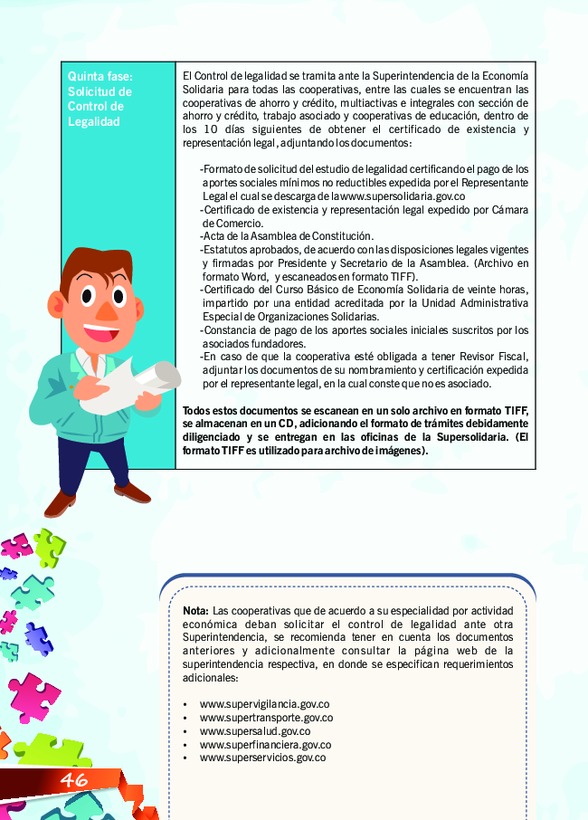 Quinta fase:
Solicitud de
Control de
Legalidad
El Control de legalidad se tramita ante la Superintendencia de la Economía
Solidaria para todas las cooperativas, entre las cuales se encuentran las
cooperativas de ahorro y crédito, multiactivas e integrales con sección de
ahorro y crédito, trabajo asociado y cooperativas de educación, dentro de
los 10 días siguientes de obtener el certificado de existencia y
representación legal, adjuntando los documentos:
-Formato de solicitud del estudio de legalidad certificando el pago de los
aportes sociales mínimos no reductibles expedida por el Representante
Legal el cual se descarga de la www.supersolidaria.gov.co
-Certificado de existencia y representación legal expedido por Cámara
de Comercio.
-Acta de la Asamblea de Constitución.
-Estatutos aprobados, de acuerdo con las disposiciones legales vigentes
y firmadas por Presidente y Secretario de la Asamblea. (Archivo en
formato Word, y escaneados en formato TIFF).
-Certificado del Curso Básico de Economía Solidaria de veinte horas,
impartido por una entidad acreditada por la Unidad Administrativa
Especial de Organizaciones Solidarias.
-Constancia de pago de los aportes sociales iniciales suscritos por los
asociados fundadores.
-En caso de que la cooperativa esté obligada a tener Revisor Fiscal,
adjuntar los documentos de su nombramiento y certificación expedida
por el representante legal, en la cual conste que no es asociado.
Todos estos documentos se escanean en un solo archivo en formato TIFF,
se almacenan en un CD, adicionando el formato de trámites debidamente
diligenciado y se entregan en las oficinas de la Supersolidaria. (El
formato TIFF es utilizado para archivo de imágenes).
Nota: Las cooperativas que de acuerdo a su especialidad por actividad
económica deban solicitar el control de legalidad ante otra
Superintendencia, se recomienda tener en cuenta los documentos
anteriores y adicionalmente consultar la página web de la
superintendencia respectiva, en donde se especifican requerimientos
adicionales:
• www.supervigilancia.gov.co
• www.supertransporte.gov.co
• www.supersalud.gov.co
• www.superfinanciera.gov.co
• www.superservicios.gov.co
46